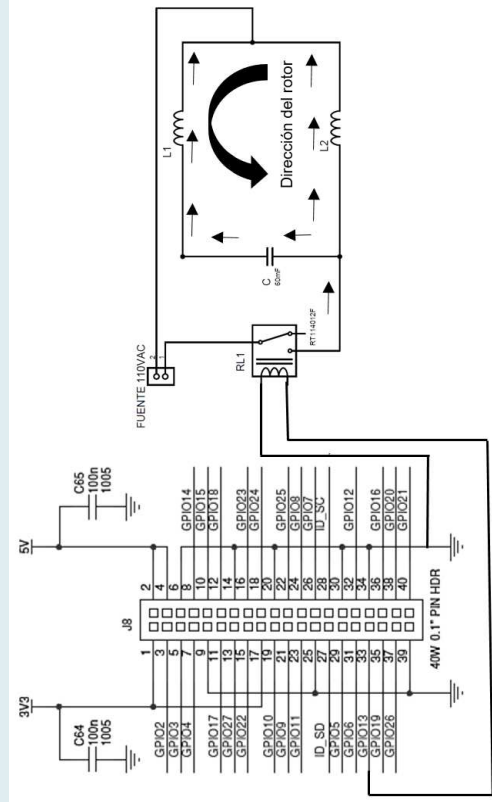 3V3
5V
C64
100n
1005
C65
100n
1005
J8
1
2
3
4
5
6
7
8
9
10
11
12
13
14
15
16
17
18
19
20
21
22
23
24
25
26
27
28
29
30
31
32
33
34
35
36
37
38
39
40
GPIO2
GPIO3
GPIO4
GPIO17
GPIO27
GPIO22
GPIO10
GPIO9
GPIO11
ID_SD
GPIO5
GPIO6
GPIO13
GPIO19
GPIO26
GPIO14
GPIO15
GPIO18
GPIO23
GPIO24
GPIO25
GPIO8
GPIO7
ID_SC
GPIO12
GPIO16
GPIO20
GPIO21
40W 0.1" PIN HDR
FUENTE 110VAC
2
1
RL1
RT114012F
C
60mF
L1
L2
Dirección del rotor